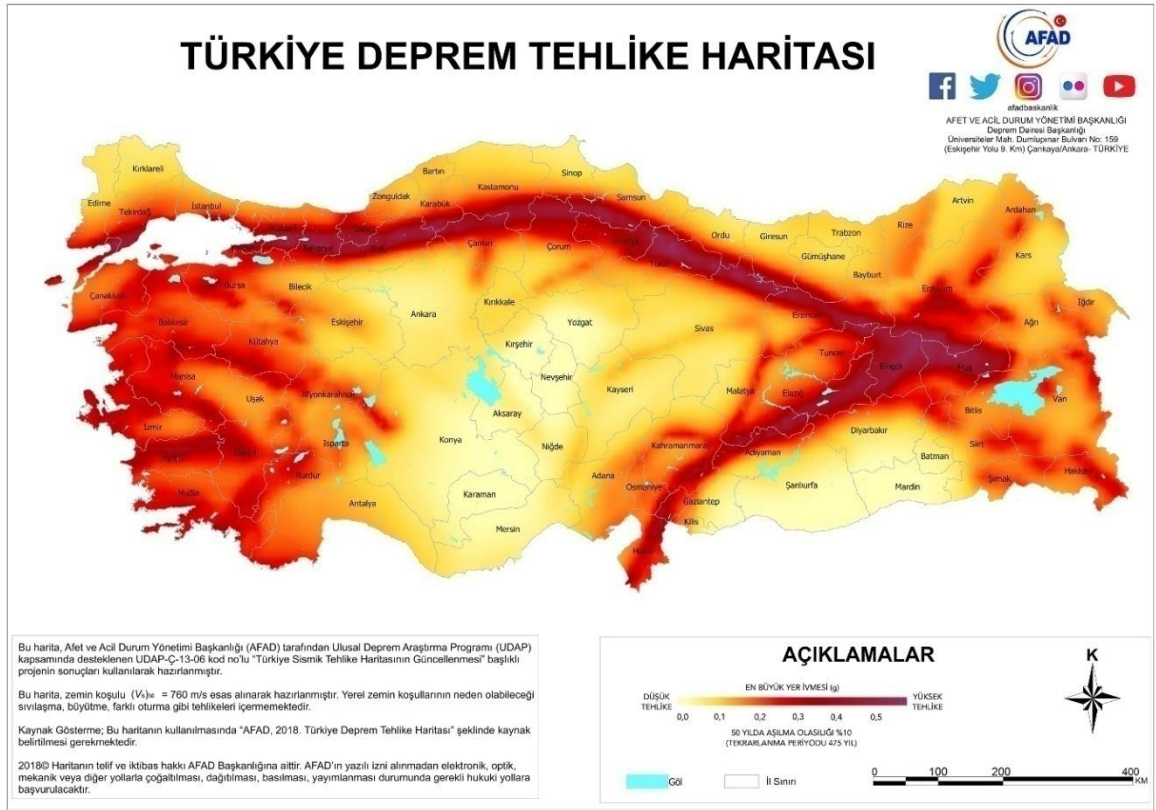 TÜRKİYE DEPREM TEHLİKE HARİTASI
AFAD
afadbaskanlik
AFET VE ACİL DURUM YÖNETİMİ BAŞKANLIĞI
Deprem Dairesi Başkanlığı
Üniversiteler Mah. Dumlupınar Bulvarı No: 159
(Eskişehir Yolu 9. Km) Çankaya/Ankara- TÜRKİYE
Kırklareli
Edirne
Tekirdağ
İstanbul
Zonguldak
Bartın
Karabük
Kastamonu
Sinop
Samsun
Ordu
Giresun
Trabzon
Rize
Artvin
Ardahan
Kars
Gümüşhane
Bayburt
Erzurum
Iğdır
Ağrı
Çankırı
Çorum
Çanakkale
Bursa
Bilecik
Eskişehir
Ankara
Kırıkkale
Yozgat
Sivas
Erzincan
Balıkesir
Kütahya
Kırşehir
Tunceli
Bingöl
Muş
Manisa
Uşak
Afyonkarahisar
Nevşehir
Kayseri
Malatya
Elazığ
Van
Bitlis
İzmir
Aksaray
Konya
Isparta
Niğde
Kahramanmara
Adıyaman
Diyarbakır
Batman
Siirt
Burdur
Antalya
Muğla
Karaman
Mersin
Adana
Osmaniye
Gaziantep
Kilis
Şanlıurfa
Mardin
Şırnak
Hakkari
Bu harita, Afet ve Acil Durum Yönetimi Başkanlığı (AFAD) tarafından Ulusal Deprem Araştırma Programı (UDAP)
kapsamında desteklenen UDAP-Ç-13-06 kod no'lu "Türkiye Sismik Tehlike Haritasının Güncellenmesi" başlıklı
projenin sonuçları kullanılarak hazırlanmıştır.
Bu harita, zemin koşulu (Vs)30 = 760 m/s esas alınarak hazırlanmıştır. Yerel zemin koşullarının neden olabileceği
sıvılaşma, büyütme, farklı oturma gibi tehlikeleri içermemektedir.
Kaynak Gösterme; Bu haritanın kullanılmasında "AFAD, 2018. Türkiye Deprem Tehlike Haritası" şeklinde kaynak
belirtilmesi gerekmektedir.
2018© Haritanın telif ve iktibas hakkı AFAD Başkanlığına aittir. AFAD'ın yazılı izni alınmadan elektronik, optik,
mekanik veya diğer yollarla çoğaltılması, dağıtılması, basılması, yayımlanması durumunda gerekli hukuki yollara
başvurulacaktır.
AÇIKLAMALAR
EN BÜYÜK YER İVMESİ (g)
DÜŞÜK TEHLİKE
YÜKSEK TEHLİKE
0,0 0,1 0,2 0,3 0,4 0,5
50 YILDA AŞILMA OLASILIĞI %10
(TEKRARLANMA PERİYODU 475 YIL)
Göl
İl Sınırı
K
0 100 200 400
KM